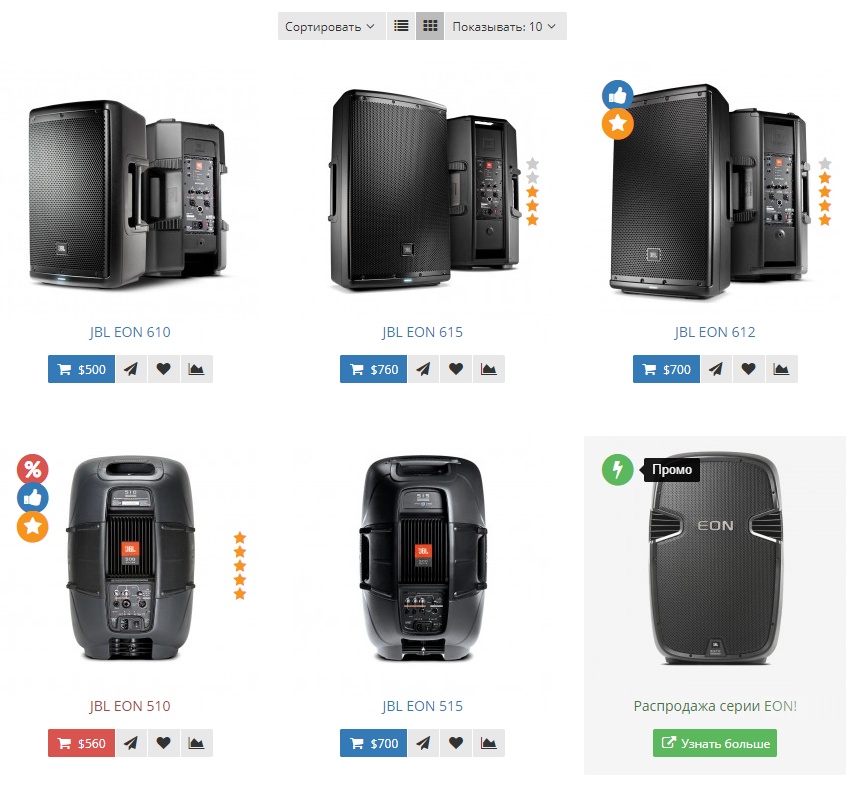 Сортировать
Показывать: 10
JBL EON 610
JBL EON 615
JBL EON 612
$500
$760
$700
Промо
EON
JBL
JBL EON 510
JBL EON 515
Распродажа серии EON!
$560
$700
Узнать больше